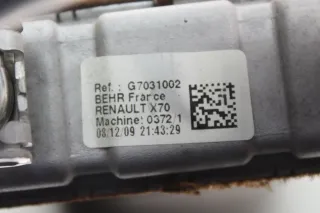 Ref. : G7031002
BEHR France
RENAULT X70
Machine: 0372/1
08/12/09 21:43:29